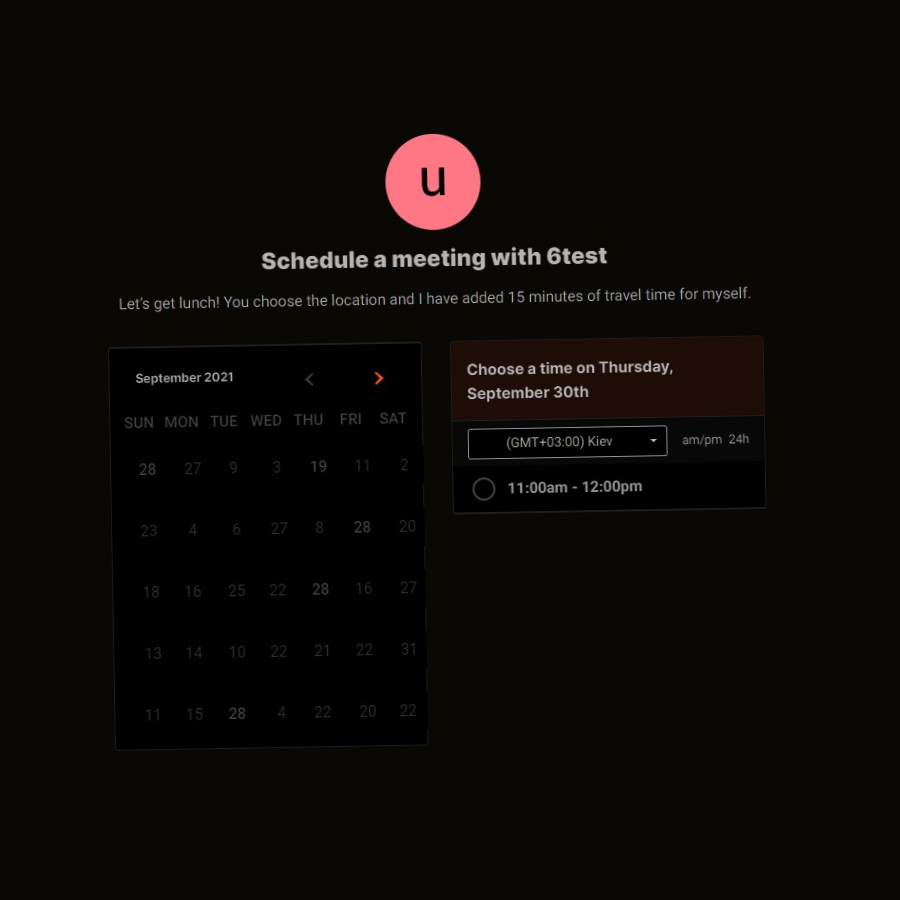 u
Schedule a meeting with 6test
Let's get lunch! You choose the location and I have added 15 minutes of travel time for myself.
September 2021
SUN MON TUE WED THU FRI SAT
28 27 9 3 19 11 2
23 4 6 27 8 28 20
18 16 25 22 28 16 27
13 14 10 22 21 22 31
11 15 28 4 22 20 22
Choose a time on Thursday,
September 30th
(GMT+03:00) Kiev
am/pm 24h
11:00am - 12:00pm